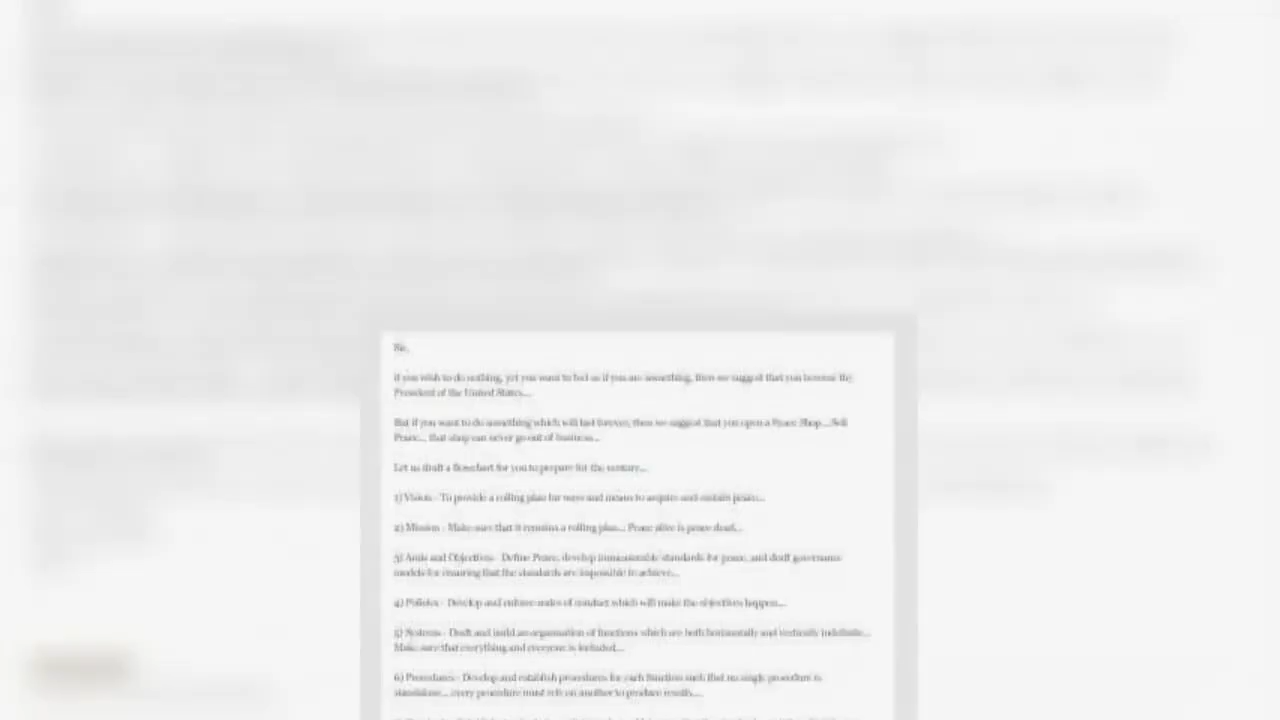 Sir,
if you wish to do nothing, yet you want to feel as if you are something, then we suggest that you become the
President of the United States...
But if you want to do something which will last forever, then we suggest that you open a Peace Shop... Sell
Peace... that shop can never go out of business...
Let us draft a flowchart for you to prepare for the venture...
1) Vision - To provide a rolling plan for ways and means to acquire and sustain peace...
2) Mission - Make sure that it remains a rolling plan... Peace alive is peace dead...
3) Aims and Objectives - Define Peace, develop immeasurable standards for peace, and draft governance
models for ensuring that the standards are impossible to achieve...
4) Policies - Develop and enforce codes of conduct which will make the objectives happen...
5) Systems - Draft and build an organisation of functions which are both horizontally and vertically indefinite...
Make sure that everything and everyone is included...
6) Procedures - Develop and establish procedures for each function such that no single procedure is
standalone... every procedure must rely on another to produce results...